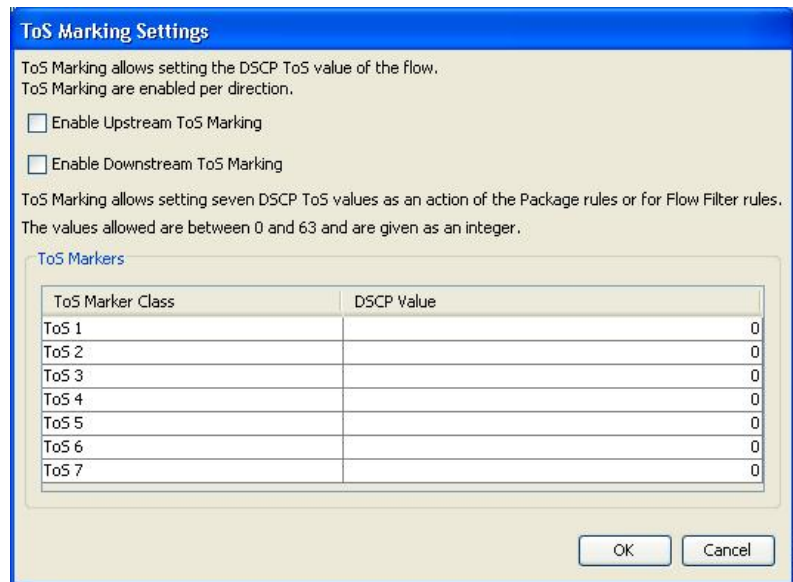 ToS Marking Settings
ToS Marking allows setting the DSCP ToS value of the flow.
ToS Marking are enabled per direction.
Enable Upstream ToS Marking
Enable Downstream ToS Marking
ToS Marking allows setting seven DSCP ToS values as an action of the Package rules or for Flow Filter rules.
The values allowed are between 0 and 63 and are given as an integer.
ToS Markers
ToS Marker Class DSCP Value
ToS 1 0
ToS 2 0
ToS 3 0
ToS 4 0
ToS 5 0
ToS 6 0
ToS 7 0
OK Cancel